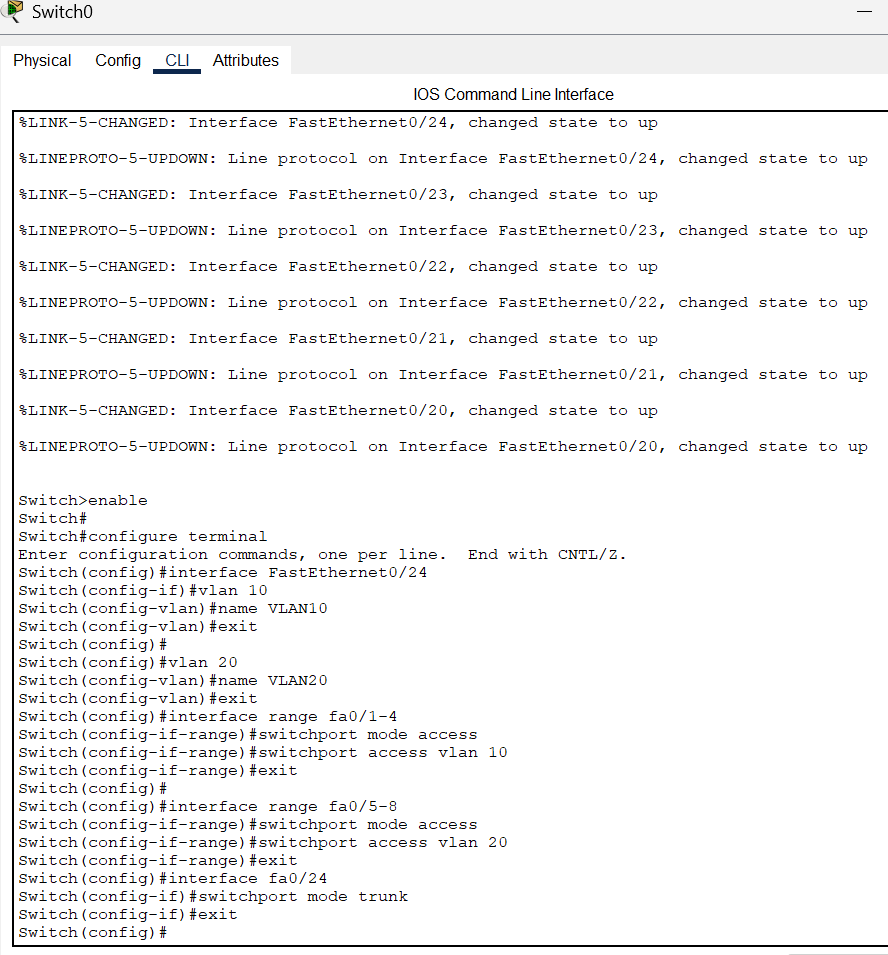 Switch0
Physical Config CLI Attributes
IOS Command Line Interface
%LINK-5-CHANGED: Interface FastEthernet0/24, changed state to up
%LINEPROTO-5-UPDOWN: Line protocol on Interface FastEthernet0/24, changed state to up
%LINK-5-CHANGED: Interface FastEthernet0/23, changed state to up
%LINEPROTO-5-UPDOWN: Line protocol on Interface FastEthernet0/23, changed state to up
%LINK-5-CHANGED: Interface FastEthernet0/22, changed state to up
%LINEPROTO-5-UPDOWN: Line protocol on Interface FastEthernet0/22, changed state to up
%LINK-5-CHANGED: Interface FastEthernet0/21, changed state to up
%LINEPROTO-5-UPDOWN: Line protocol on Interface FastEthernet0/21, changed state to up
%LINK-5-CHANGED: Interface FastEthernet0/20, changed state to up
%LINEPROTO-5-UPDOWN: Line protocol on Interface FastEthernet0/20, changed state to up
Switch>enable
Switch#
Switch#configure terminal
Enter configuration commands, one per line.  End with CNTL/Z.
Switch(config)#interface FastEthernet0/24
Switch(config-if)#vlan 10
Switch(config-vlan)#name VLAN10
Switch(config-vlan)#exit
Switch(config)#
Switch(config)#vlan 20
Switch(config-vlan)#name VLAN20
Switch(config-vlan)#exit
Switch(config)#interface range fa0/1-4
Switch(config-if-range)#switchport mode access
Switch(config-if-range)#switchport access vlan 10
Switch(config-if-range)#exit
Switch(config)#
Switch(config)#interface range fa0/5-8
Switch(config-if-range)#switchport mode access
Switch(config-if-range)#switchport access vlan 20
Switch(config-if-range)#exit
Switch(config)#interface fa0/24
Switch(config-if)#switchport mode trunk
Switch(config-if)#exit
Switch(config)#